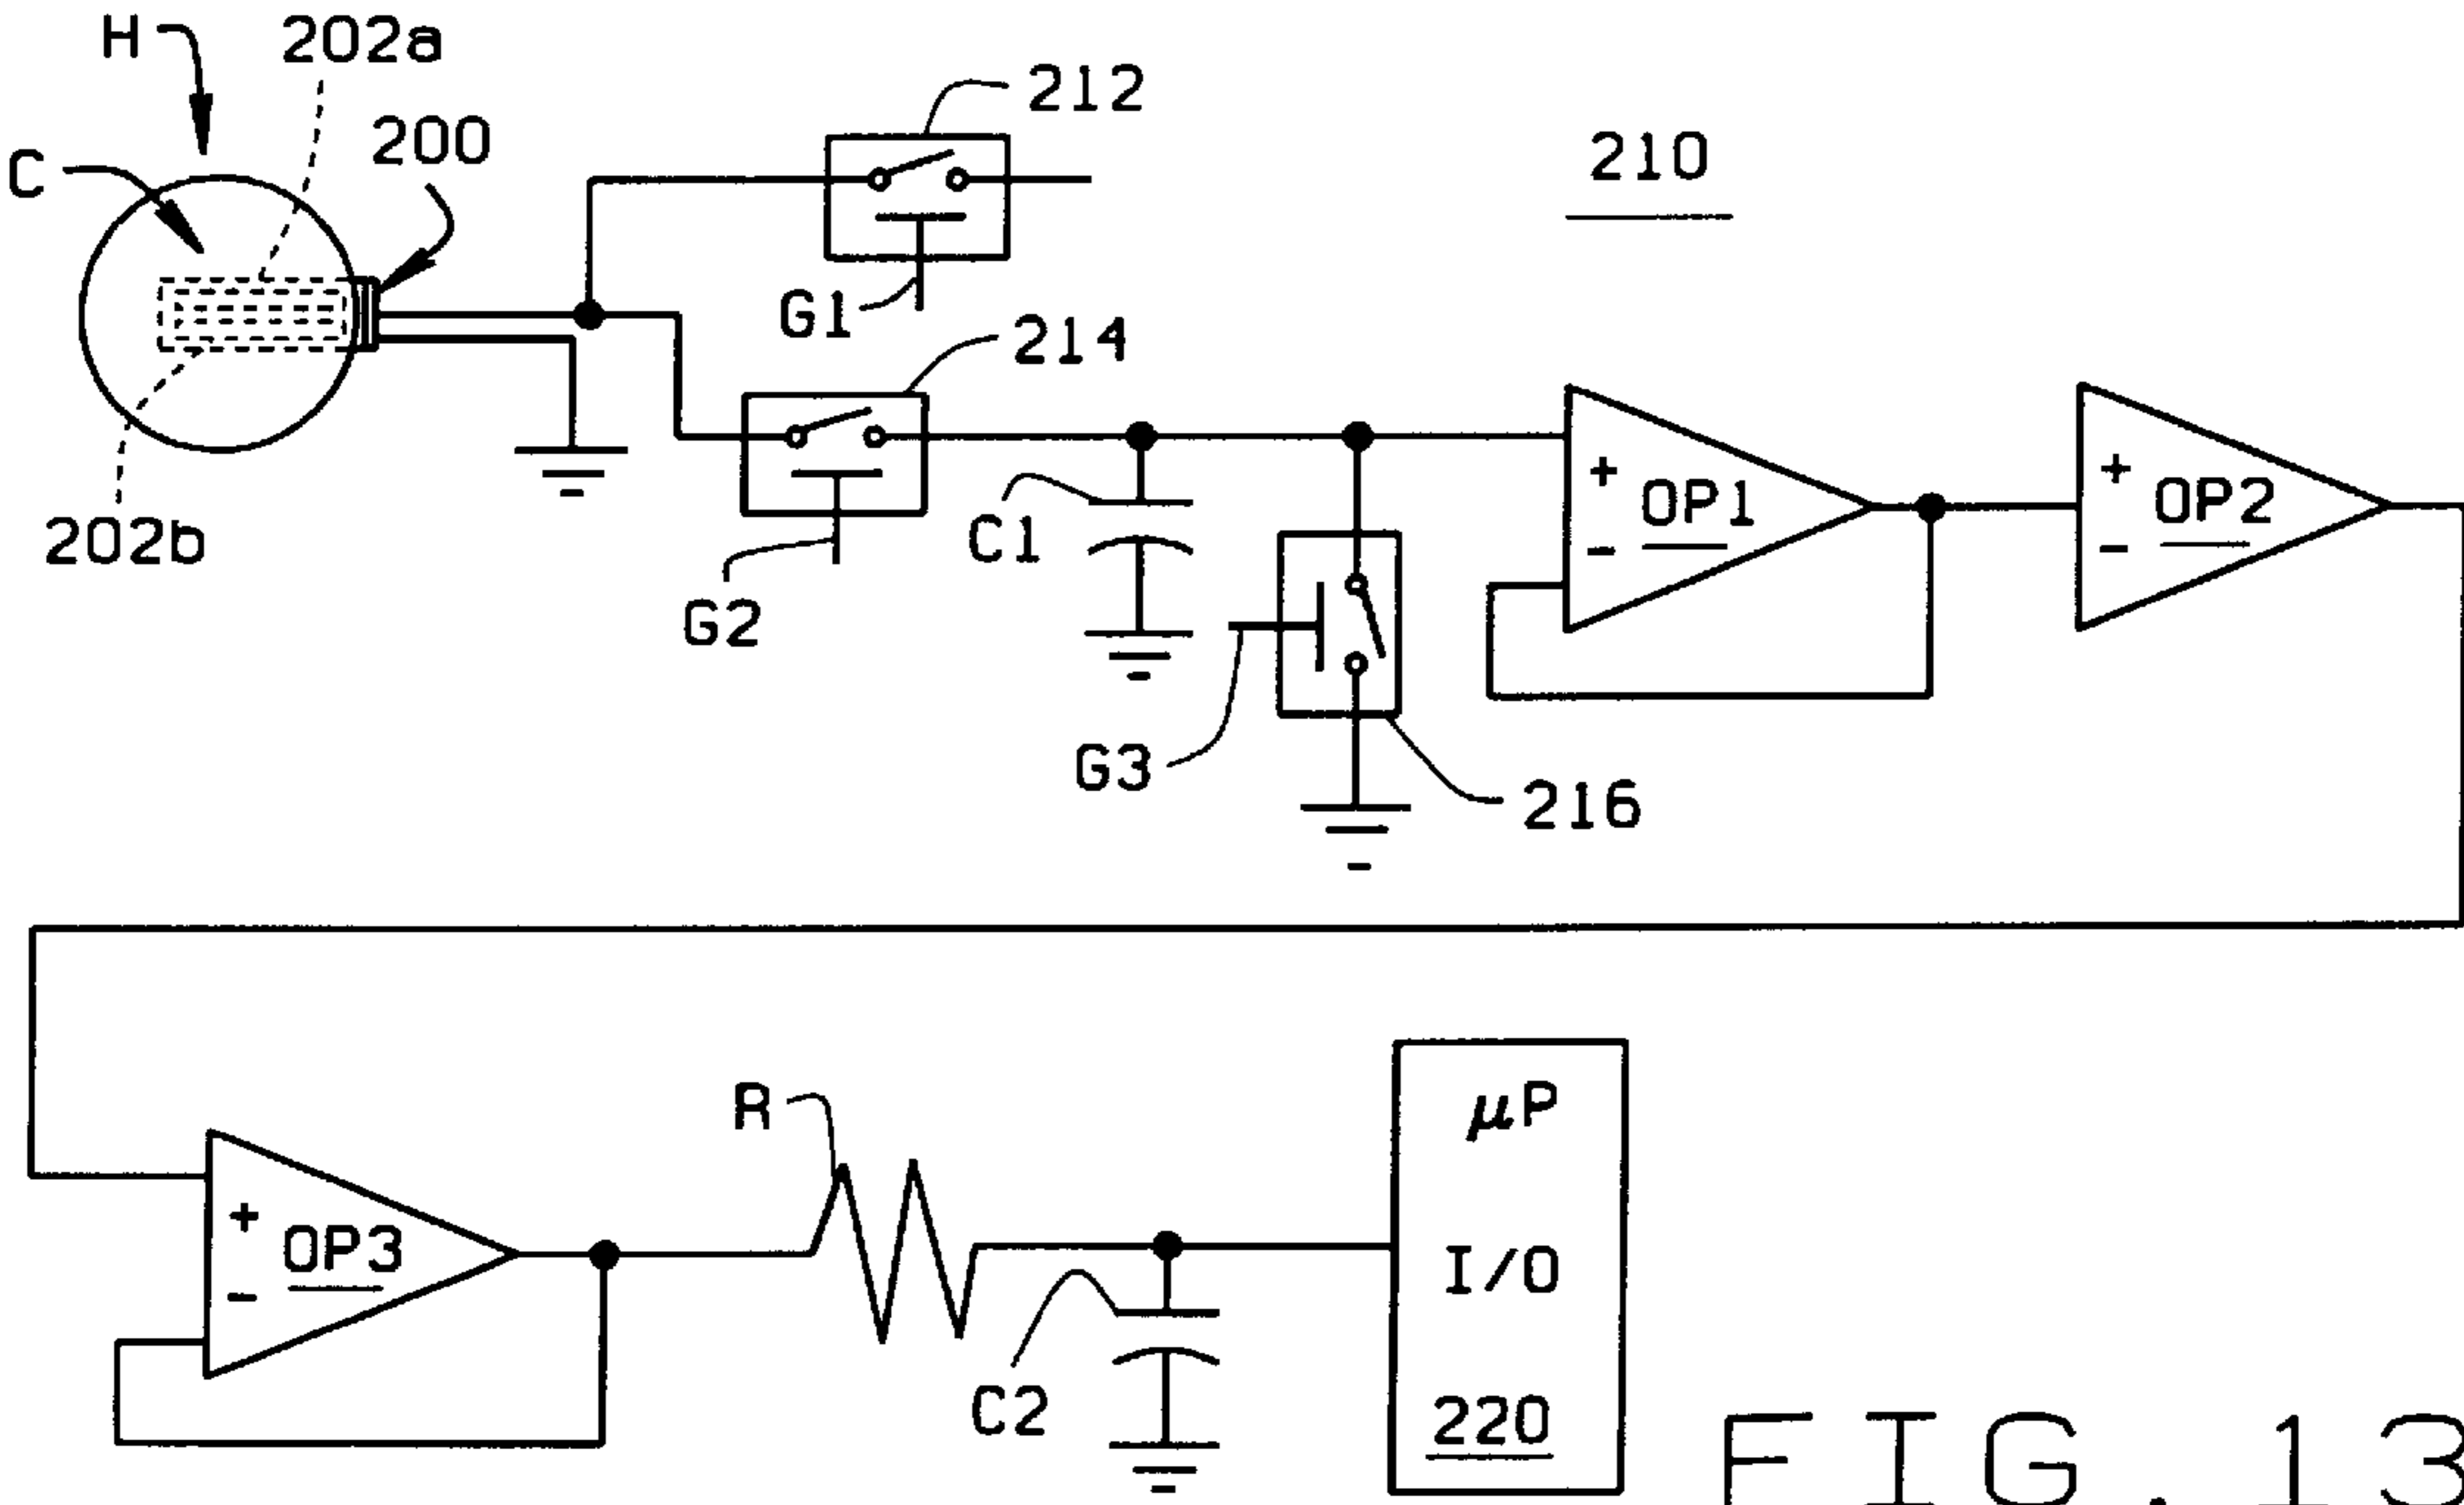 H
202a
C
200
212
210
G1
214
202b
G2
C1
+
-
OP1
+
-
OP2
G3
216
R
+
-
OP3
C2
µP
I/O
220
FIG. 13